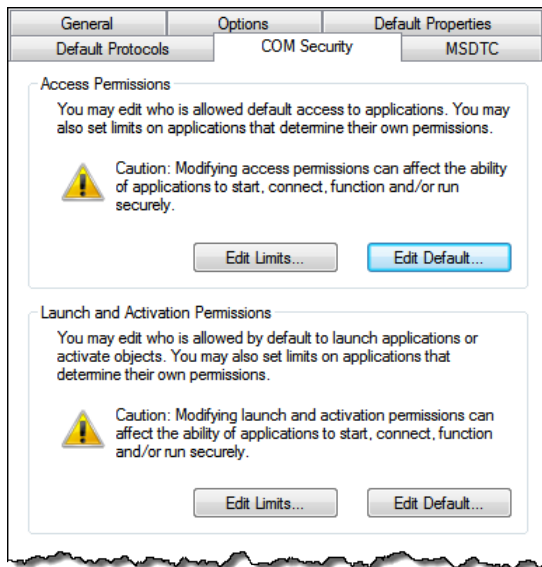 General Options Default Properties
Default Protocols COM Security MSDTC
Access Permissions
You may edit who is allowed default access to applications. You may
also set limits on applications that determine their own permissions.
Caution: Modifying access permissions can affect the ability
of applications to start, connect, function and/or run
securely.
Edit Limits... Edit Default...
Launch and Activation Permissions
You may edit who is allowed by default to launch applications or
activate objects. You may also set limits on applications that
determine their own permissions.
Caution: Modifying launch and activation permissions can
affect the ability of applications to start, connect, function
and/or run securely.
Edit Limits... Edit Default...